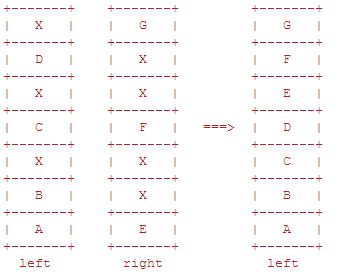 +-------+    +-------+         +-------+
|   X   |    |   G   |         |   G   |
+-------+    +-------+         +-------+
|   D   |    |   X   |         |   F   |
+-------+    +-------+         +-------+
|   X   |    |   X   |         |   E   |
+-------+    +-------+         +-------+
|   C   |    |   F   |  ===>   |   D   |
+-------+    +-------+         +-------+
|   X   |    |   X   |         |   C   |
+-------+    +-------+         +-------+
|   B   |    |   X   |         |   B   |
+-------+    +-------+         +-------+
|   A   |    |   E   |         |   A   |
+-------+    +-------+         +-------+
  left         right             left